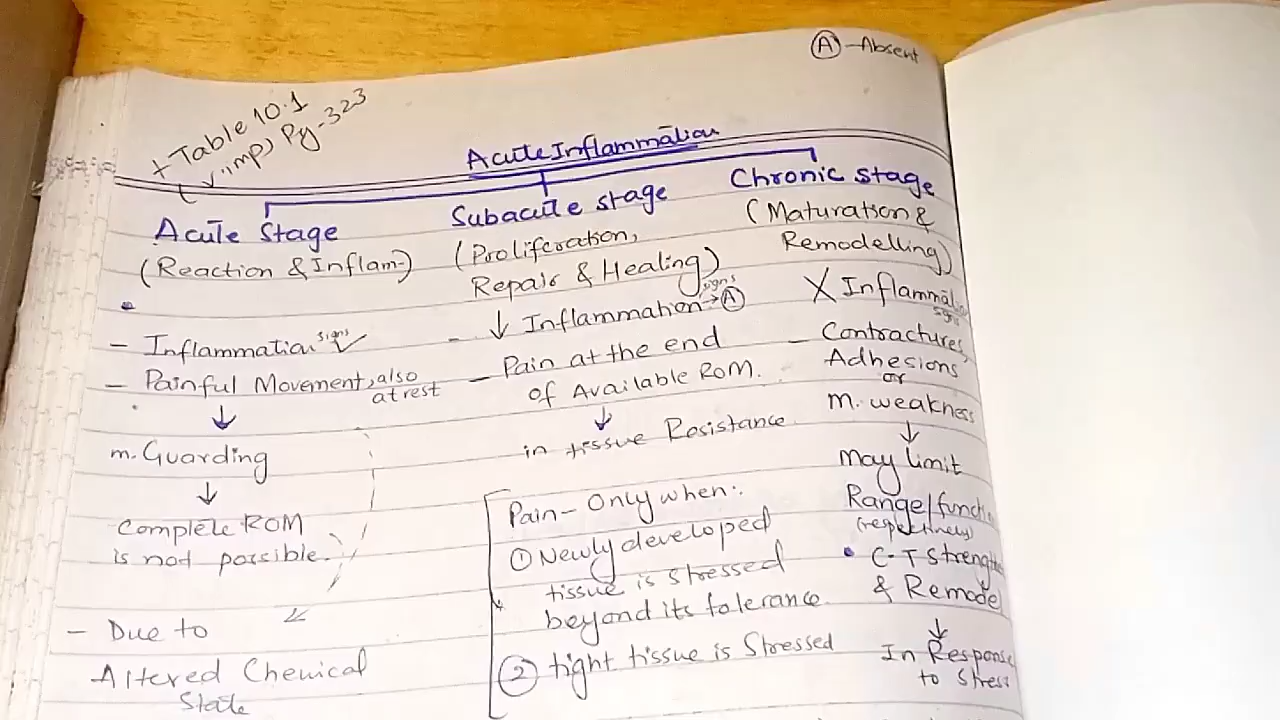 (A) - Absent
+ Table 10.1
(imp) Pg-323
Acute Inflammation
Acute Stage
(Reaction & Inflam-)
- Inflammation signs ✓
- Painful Movement, also at rest
↓
m. Guarding
↓
Complete ROM
is not possible.
- Due to
Altered Chemical
State
Subacute stage
(Proliferation,
Repair & Healing)
- ↓ Inflammation signs → (A)
- Pain at the end
of Available ROM.
↓
in tissue Resistance
Pain - Only when:.
① Newly developed
tissue is stressed
beyond its tolerance.
② tight tissue is Stressed
Chronic stage
(Maturation &
Remodelling)
X Inflammatio
signs
- Contractures,
Adhesions
or
m. weakness
↓
May limit
Range/functio
(respectively)
• C-T Strength
& Remodel
↓
In Response
to Stress